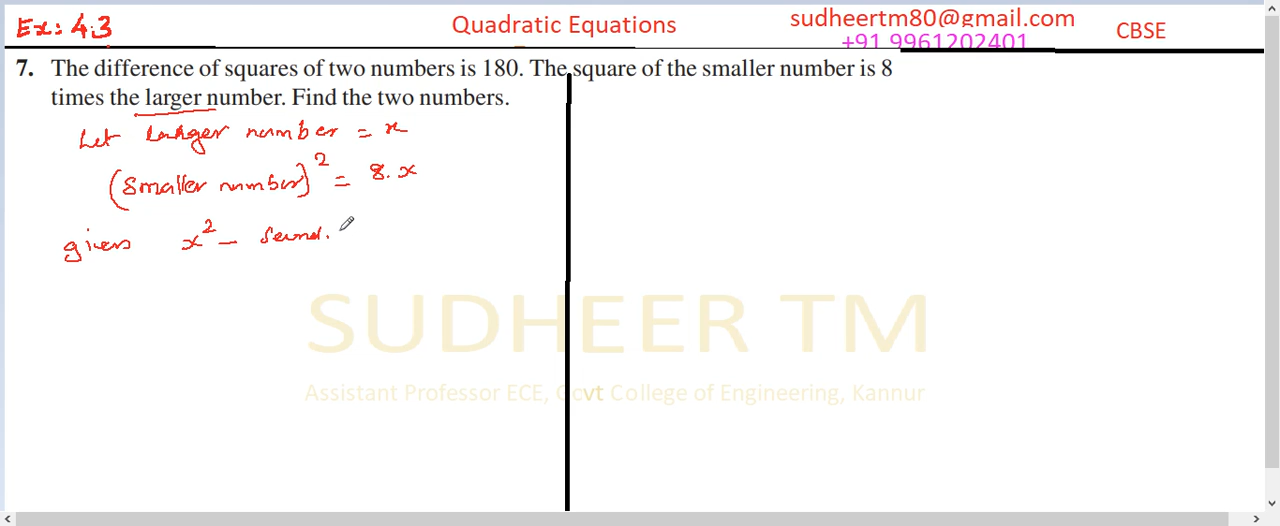 Ex: 4.3
Quadratic Equations
sudheertm80@gmail.com
+91 9961202401
CBSE
7. The difference of squares of two numbers is 180. The square of the smaller number is 8
times the larger number. Find the two numbers.
Let larger number = x
(smaller number)² = 8.x
given x² -
SUDHEER TM
Assistant Professor ECE, Govt College of Engineering, Kannur